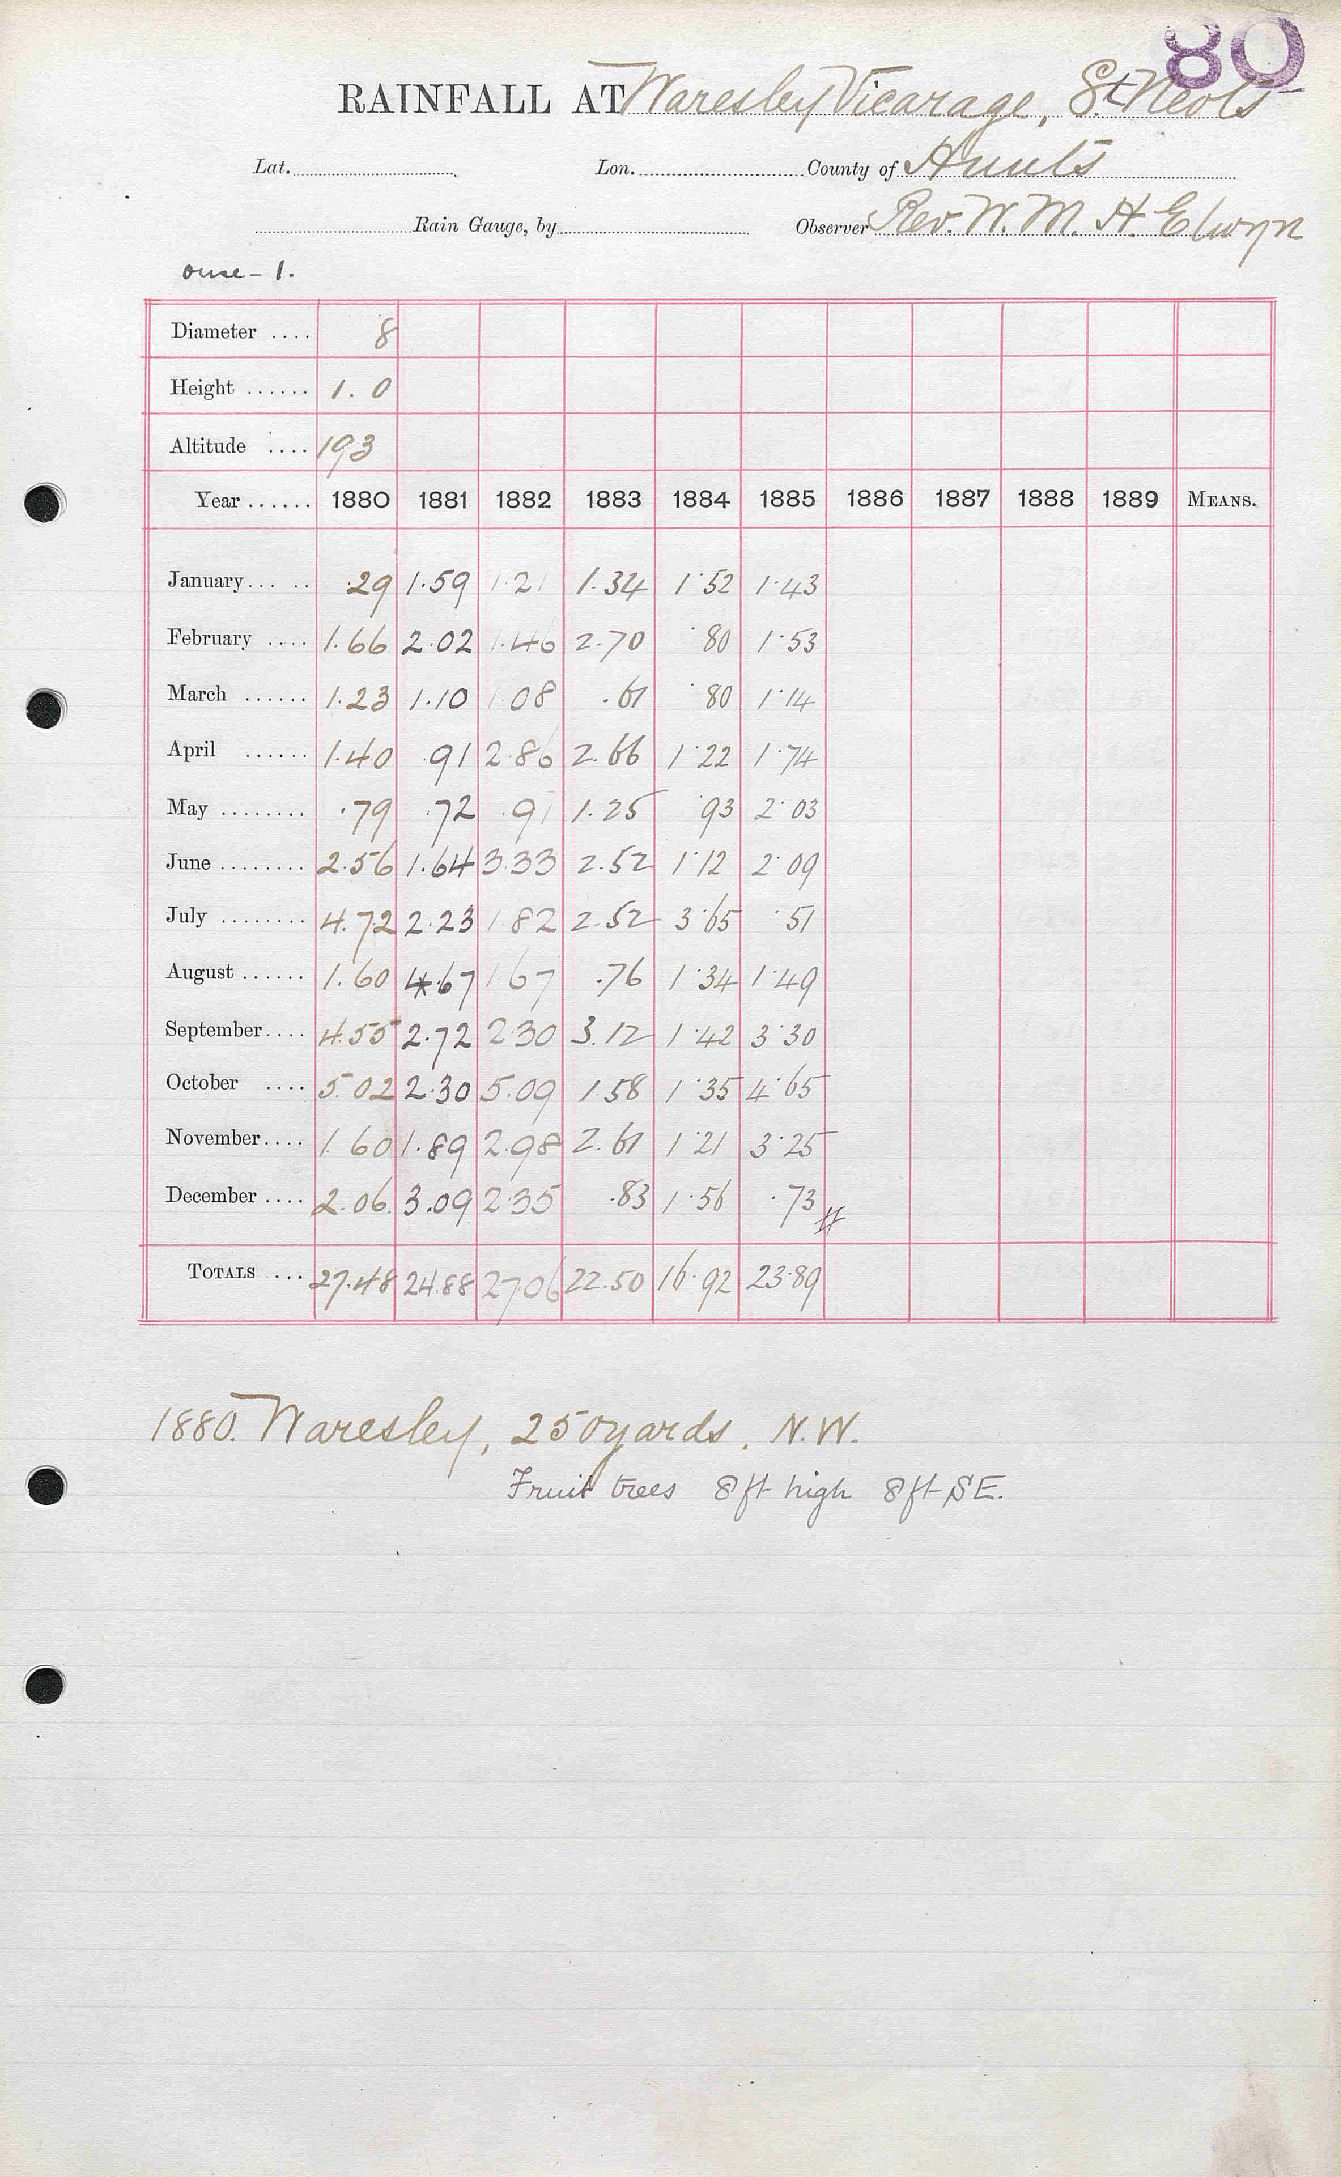 80
RAINFALL AT Waresley Vicarage, St. Neots
Lat. Lon. County of Hunts
Rain Gauge, by Observer Rev. W. M. H. Elwyn
ouse - 1.
Diameter .... 8
Height ...... 1. 0
Altitude .... 193
Year ...... 1880 1881 1882 1883 1884 1885 1886 1887 1888 1889 MEANS.
January ... .. .29 1.59 1.21 1.34 1.52 1.43
February .... 1.66 2.02 1.46 2.70 .80 1.53
March ...... 1.23 1.10 1.08 .61 .80 1.14
April ...... 1.40 .91 2.86 2.66 1.22 1.74
May ........ .79 .72 .91 1.25 .93 2.03
June ........ 2.56 1.64 3.33 2.52 1.12 2.09
July ........ 4.72 2.23 1.82 2.52 3.65 .51
August ...... 1.60 4.67 1.67 .76 1.34 1.49
September .... 4.55 2.72 2.30 3.12 1.42 3.30
October .... 5.02 2.30 5.09 1.58 1.35 4.65
November .... 1.60 1.89 2.98 2.61 1.21 3.25
December .... 2.06 3.09 2.35 .83 1.56 .73 #
TOTALS ... 27.48 24.88 27.06 22.50 16.92 23.89
1880. Waresley, 250 yards. N.W.
Fruit trees 8 ft high 8 ft SE.